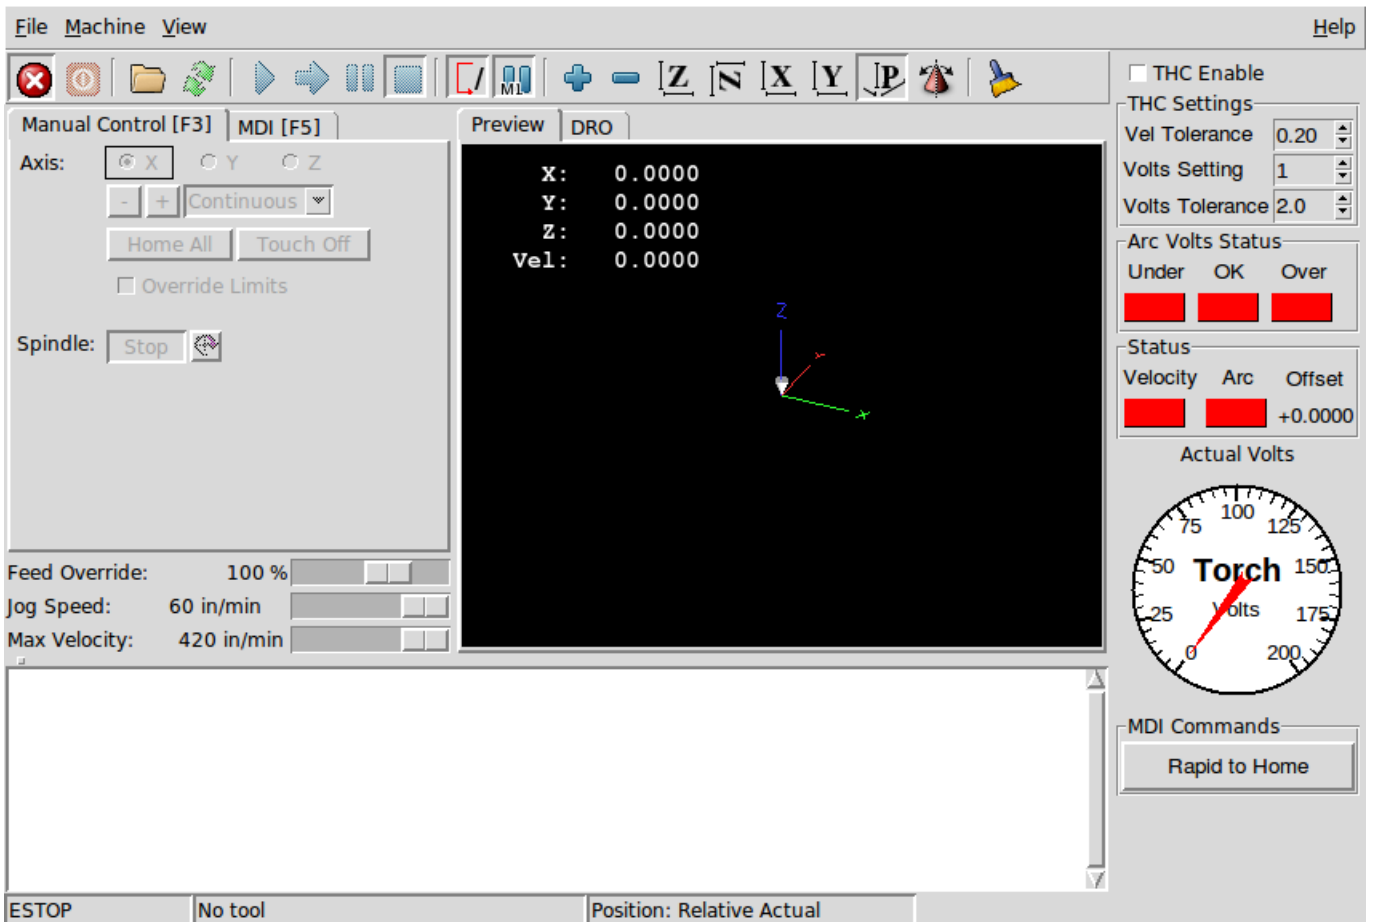 File Machine View Help
M1 Z N X Y P
THC Enable
THC Settings
Vel Tolerance 0.20
Volts Setting 1
Volts Tolerance 2.0
Arc Volts Status
Under OK Over
Status
Velocity Arc Offset
+0.0000
Actual Volts
75 100 125
50 Torch 150
25 Volts 175
0 200
MDI Commands
Rapid to Home
Manual Control [F3] MDI [F5]
Axis: X Y Z
- + Continuous
Home All Touch Off
Override Limits
Spindle: Stop
Feed Override: 100 %
Jog Speed: 60 in/min
Max Velocity: 420 in/min
Preview DRO
X: 0.0000
Y: 0.0000
Z: 0.0000
Vel: 0.0000
Z
Y
X
ESTOP No tool Position: Relative Actual